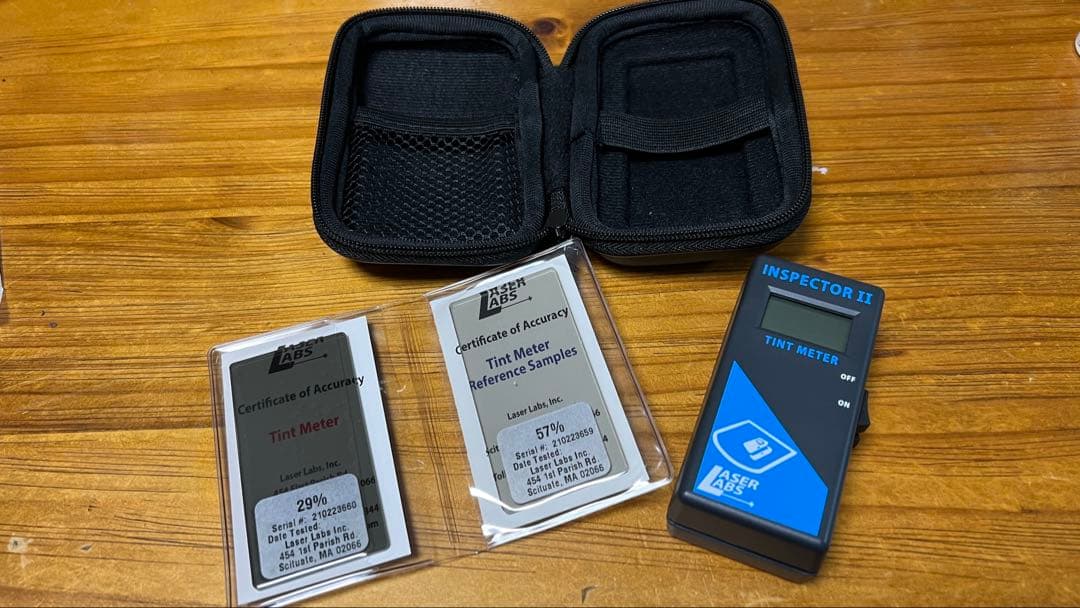 LASER
LABS
Certificate of Accuracy
Tint Meter
Laser Labs, Inc.
29%
Serial #: 210223660
Date Tested:
Laser Labs Inc.
454 1st Parish Rd.
Scituate, MA 02066
LASER
LABS
Certificate of Accuracy
Tint Meter
Reference Samples
Laser Labs, Inc.
57%
Serial #: 210223659
Date Tested:
Laser Labs Inc.
454 1st Parish Rd.
Scituate, MA 02066
INSPECTOR II
TINT METER
OFF
ON
LASER
LABS